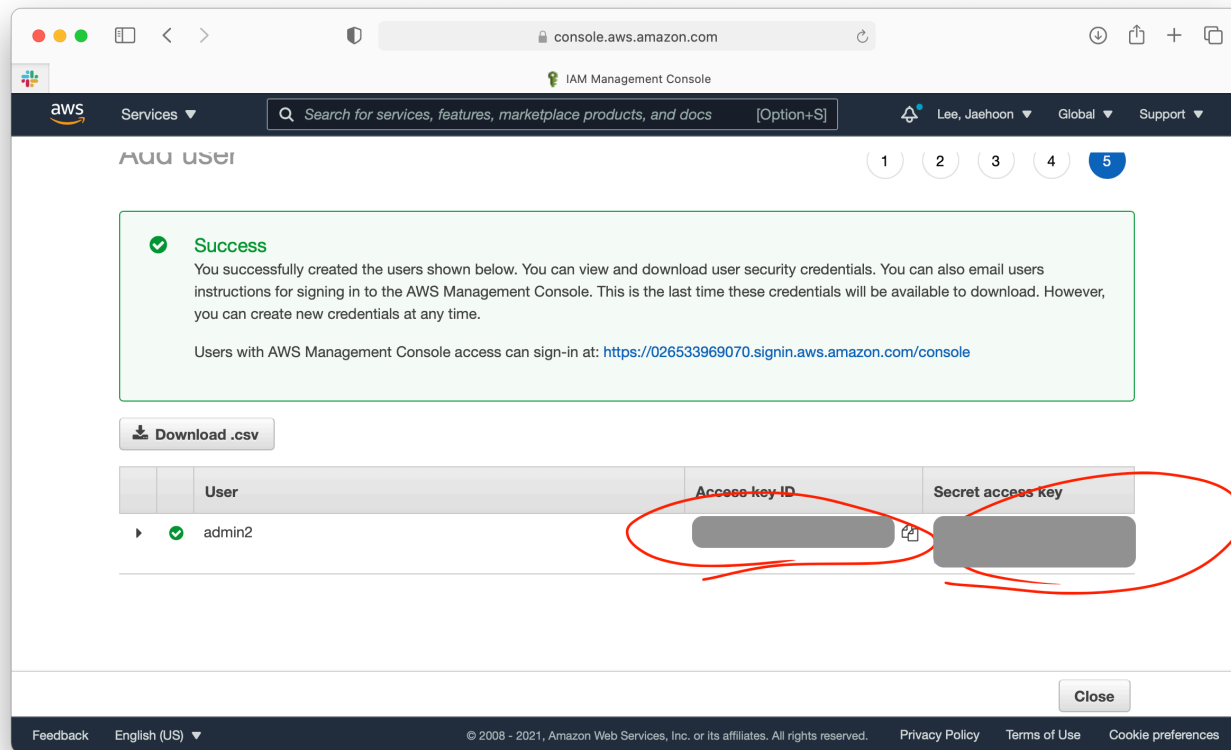 console.aws.amazon.com
IAM Management Console
aws Services ▼ Search for services, features, marketplace products, and docs [Option+S] Lee, Jaehoon ▼ Global ▼ Support ▼
Add user 1 2 3 4 5
Success
You successfully created the users shown below. You can view and download user security credentials. You can also email users
instructions for signing in to the AWS Management Console. This is the last time these credentials will be available to download. However,
you can create new credentials at any time.
Users with AWS Management Console access can sign-in at: https://026533969070.signin.aws.amazon.com/console
Download .csv
User Access key ID Secret access key
admin2
Close
Feedback English (US) ▼ © 2008 - 2021, Amazon Web Services, Inc. or its affiliates. All rights reserved. Privacy Policy Terms of Use Cookie preferences